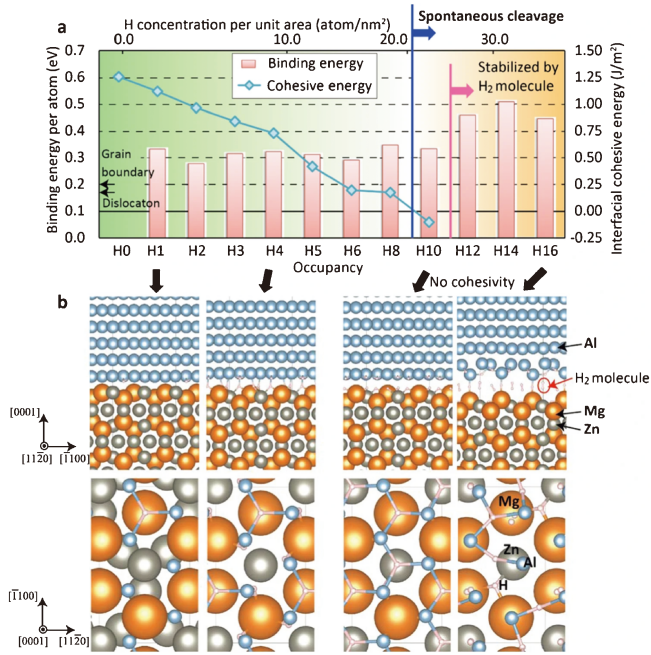 H concentration per unit area (atom/nm²)
Spontaneous cleavage
a
0.0 10.0 20.0 30.0
0.7 1.50
0.6 1.25
0.5 1.00
0.4 0.75
0.3 0.50
0.2 0.25
0.1 0.00
0.0 -0.25
Binding energy per atom (eV)
Interfacial cohesive energy (J/m²)
Binding energy
Cohesive energy
Stabilized by
H₂ molecule
Grain
boundary
Dislocaton
H0 H1 H2 H3 H4 H5 H6 H8 H10 H12 H14 H16
Occupancy
No cohesivity
b
Al
H₂ molecule
Mg
Zn
[0001]
[112̄0] [1̄100]
Mg
Zn
Al
H
[1̄100]
[0001] [112̄0]